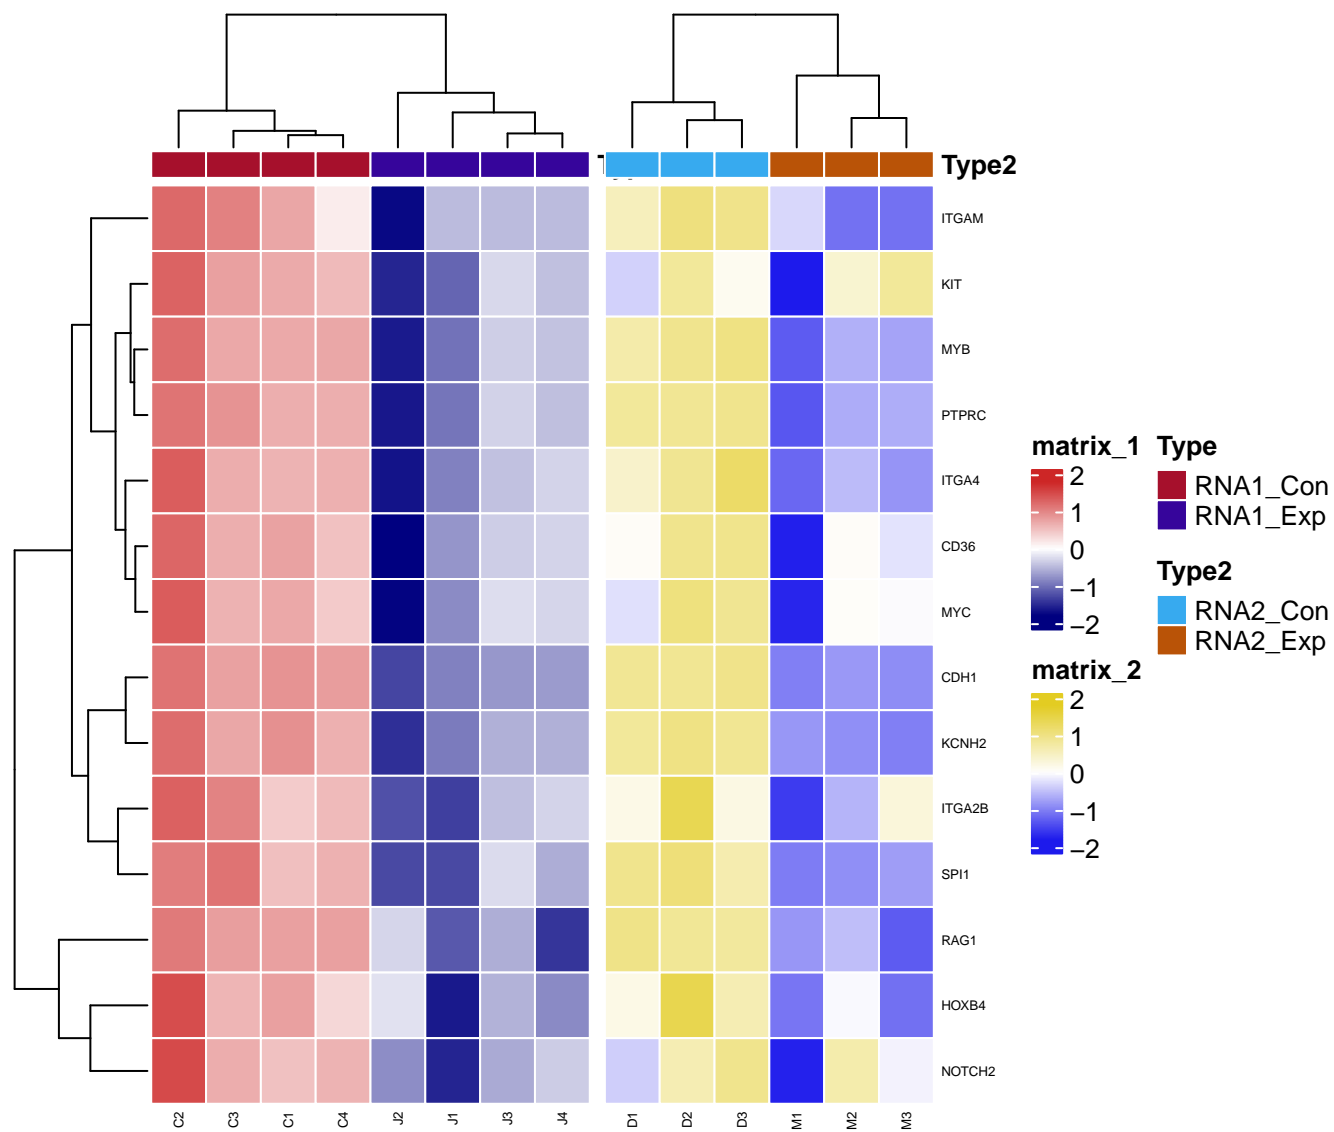 Type2
ITGAM
KIT
MYB
PTPRC
ITGA4
CD36
MYC
CDH1
KCNH2
ITGA2B
SPI1
RAG1
HOXB4
NOTCH2
C2 C3 C1 C4 J2 J1 J3 J4 D1 D2 D3 M1 M2 M3
matrix_1
2
1
0
−1
−2
matrix_2
2
1
0
−1
−2
Type
RNA1_Con
RNA1_Exp
Type2
RNA2_Con
RNA2_Exp